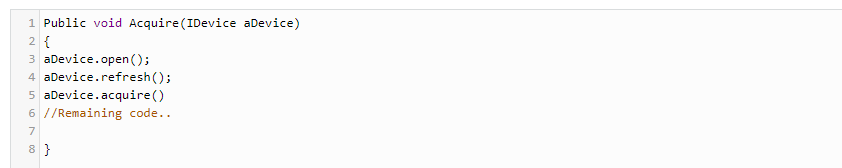 1 Public void Acquire(IDevice aDevice)
2 {
3 aDevice.open();
4 aDevice.refresh();
5 aDevice.acquire()
6 //Remaining code..
7
8 }